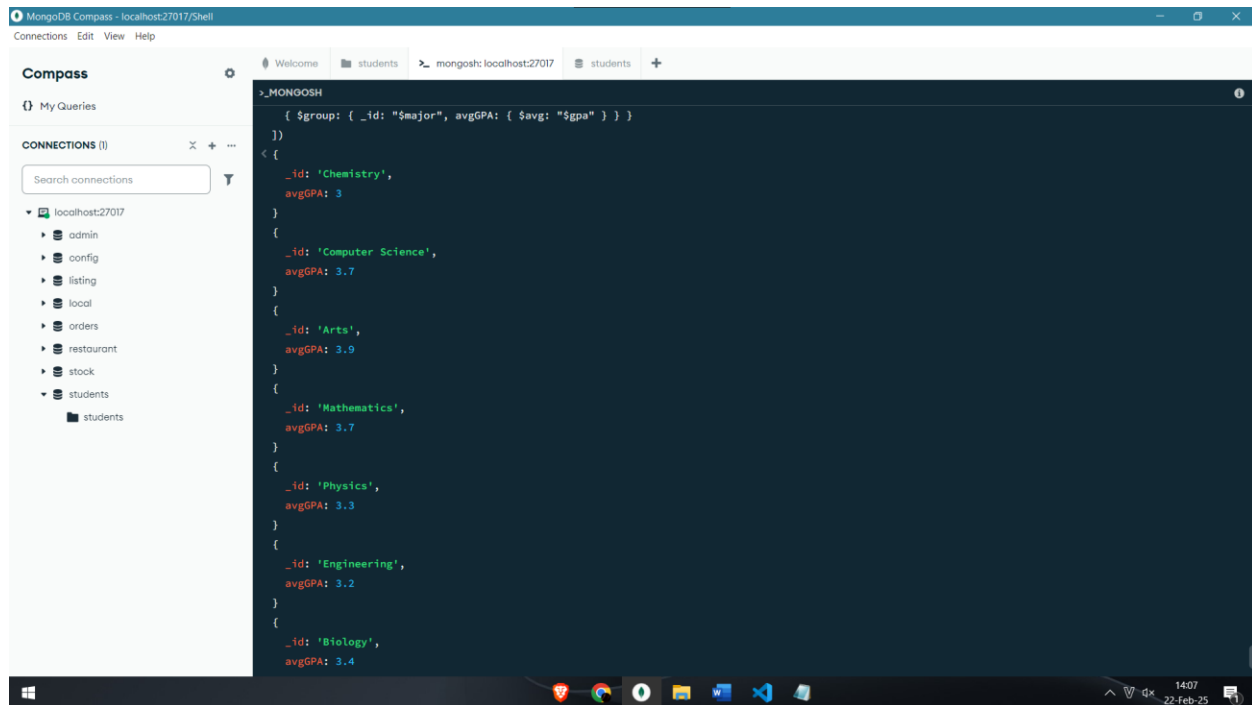 MongoDB Compass - localhost:27017/Shell
Connections Edit View Help
Compass
{} My Queries
CONNECTIONS (1)
Search connections
localhost:27017
admin
config
listing
local
orders
restaurant
stock
students
students
Welcome students >_ mongosh: localhost:27017 students +
>_MONGOSH
{ $group: { _id: "$major", avgGPA: { $avg: "$gpa" } } }
])
< {
_id: 'Chemistry',
avgGPA: 3
}
{
_id: 'Computer Science',
avgGPA: 3.7
}
{
_id: 'Arts',
avgGPA: 3.9
}
{
_id: 'Mathematics',
avgGPA: 3.7
}
{
_id: 'Physics',
avgGPA: 3.3
}
{
_id: 'Engineering',
avgGPA: 3.2
}
{
_id: 'Biology',
avgGPA: 3.4
14:07
22-Feb-25
1